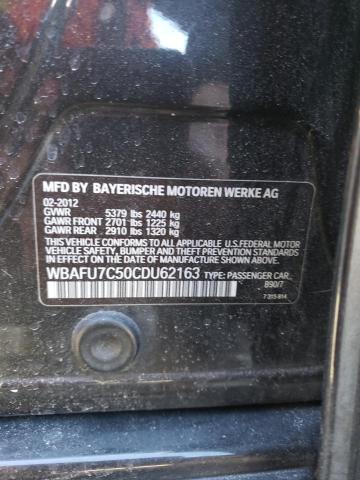 MFD BY BAYERISCHE MOTOREN WERKE AG
02-2012
GVWR 5379 lbs 2440 kg
GAWR FRONT 2701 lbs 1225 kg
GAWR REAR 2910 lbs 1320 kg
THIS VEHICLE CONFORMS TO ALL
APPLICABLE FEDERAL MOTOR
VEHICLE SAFETY, BUMPER, AND
THEFT PREVENTION STANDARDS
IN EFFECT ON THE DATE OF
MANUFACTURE SHOWN ABOVE.
WBAFU7C50CDU62163 TYPE: PASSENGER CAR
B90/7
7 315 814